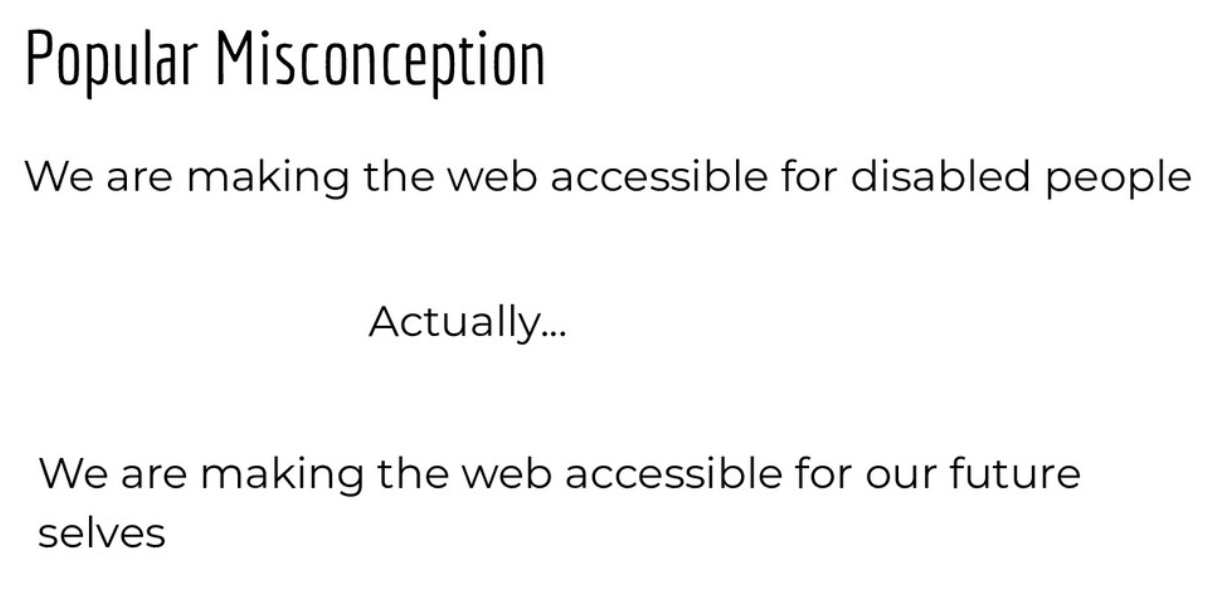 Popular Misconception
We are making the web accessible for disabled people
Actually...
We are making the web accessible for our future
selves